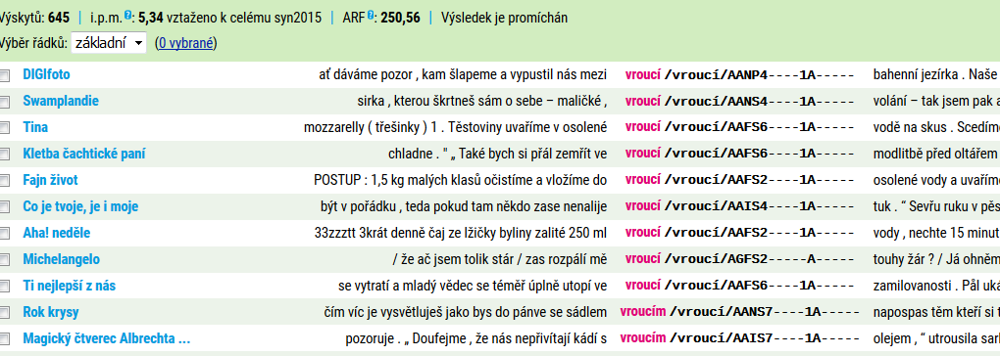 Výskytů: 645 | i.p.m.?: 5,34 vztaženo k celému syn2015 | ARF?: 250,56 | Výsledek je promíchán
Výběr řádků: základní (0 vybrané)
DIGIfoto ať dáváme pozor , kam šlapeme a vypustil nás mezi vroucí /vroucí/AANP4----1A----- bahenní jezírka . Naše
Swamplandie sirka , kterou škrtneš sám o sebe – maličké , vroucí /vroucí/AANS4----1A----- volání – tak jsem pak a
Tina mozzarelly ( třešinky ) 1 . Těstoviny uvaříme v osolené vroucí /vroucí/AAFS6----1A----- vodě na skus . Scedíme
Kletba čachtické paní chladne . " „ Také bych si přál zemřít ve vroucí /vroucí/AAFS6----1A----- modlitbě před oltářem
Fajn život POSTUP : 1,5 kg malých klasů očistíme a vložíme do vroucí /vroucí/AAFS2----1A----- osolené vody a uvaříme
Co je tvoje, je i moje být v pořádku , teda pokud tam někdo zase nenalije vroucí /vroucí/AAIS4----1A----- tuk . “ Sevřu ruku v pěs
Aha! neděle 33zzztt 3krát denně čaj ze lžičky byliny zalité 250 ml vroucí /vroucí/AAFS2----1A----- vody , nechte 15 minut
Michelangelo / že ač jsem tolik stár / zas rozpálí mě vroucí /vroucí/AGFS2-----A----- touhy žár ? / Já ohněm
Ti nejlepší z nás se vytratí a mladý vědec se téměř úplně utopí ve vroucí /vroucí/AAFS6----1A----- zamilovanosti . Pål uká
Rok krysy čím víc je vysvětluješ jako bys do pánve se sádlem vroucím /vroucí/AANS7----1A----- napospas těm kteří si t
Magický čtverec Albrechta ... pozoruje . „ Doufejme , že nás nepřivítají kádí s vroucím /vroucí/AAIS7----1A----- olejem , “ utrousila sark